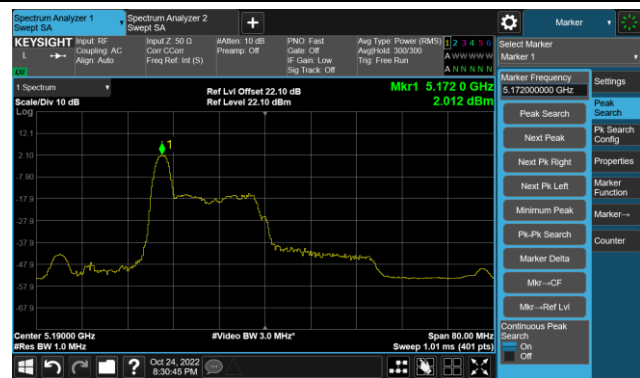 Spectrum Analyzer 1
Swept SA
Spectrum Analyzer 2
Swept SA
+
Marker
KEYSIGHT
L
LW
Input: RF
Coupling: AC
Align: Auto
Input Z: 50 Ω
Corr CCorr
Freq Ref: Int (S)
#Atten: 10 dB
Preamp: Off
PNO: Fast
Gate: Off
IF Gain: Low
Sig Track: Off
Avg Type: Power (RMS)
Avg|Hold: 300/300
Trig: Free Run
1 2 3 4 5 6
A W W W W W
A N N N N N
Select Marker
Marker 1
1 Spectrum
Scale/Div 10 dB
Log
Ref Lvl Offset 22.10 dB
Ref Level 22.10 dBm
Mkr1 5.172 0 GHz
2.012 dBm
12.1
2.10
-7.90
-17.9
-27.9
-37.9
-47.9
-57.9
-67.9
1
Center 5.19000 GHz
#Res BW 1.0 MHz
#Video BW 3.0 MHz*
Span 80.00 MHz
Sweep 1.01 ms (401 pts)
Marker Frequency
5.172000000 GHz
Peak Search
Next Peak
Next Pk Right
Next Pk Left
Minimum Peak
Pk-Pk Search
Marker Delta
Mkr→CF
Mkr→Ref Lvl
Continuous Peak
Search
On
Off
Settings
Peak
Search
Pk Search
Config
Properties
Marker
Function
Marker→
Counter
?
Oct 24, 2022
8:30:45 PM